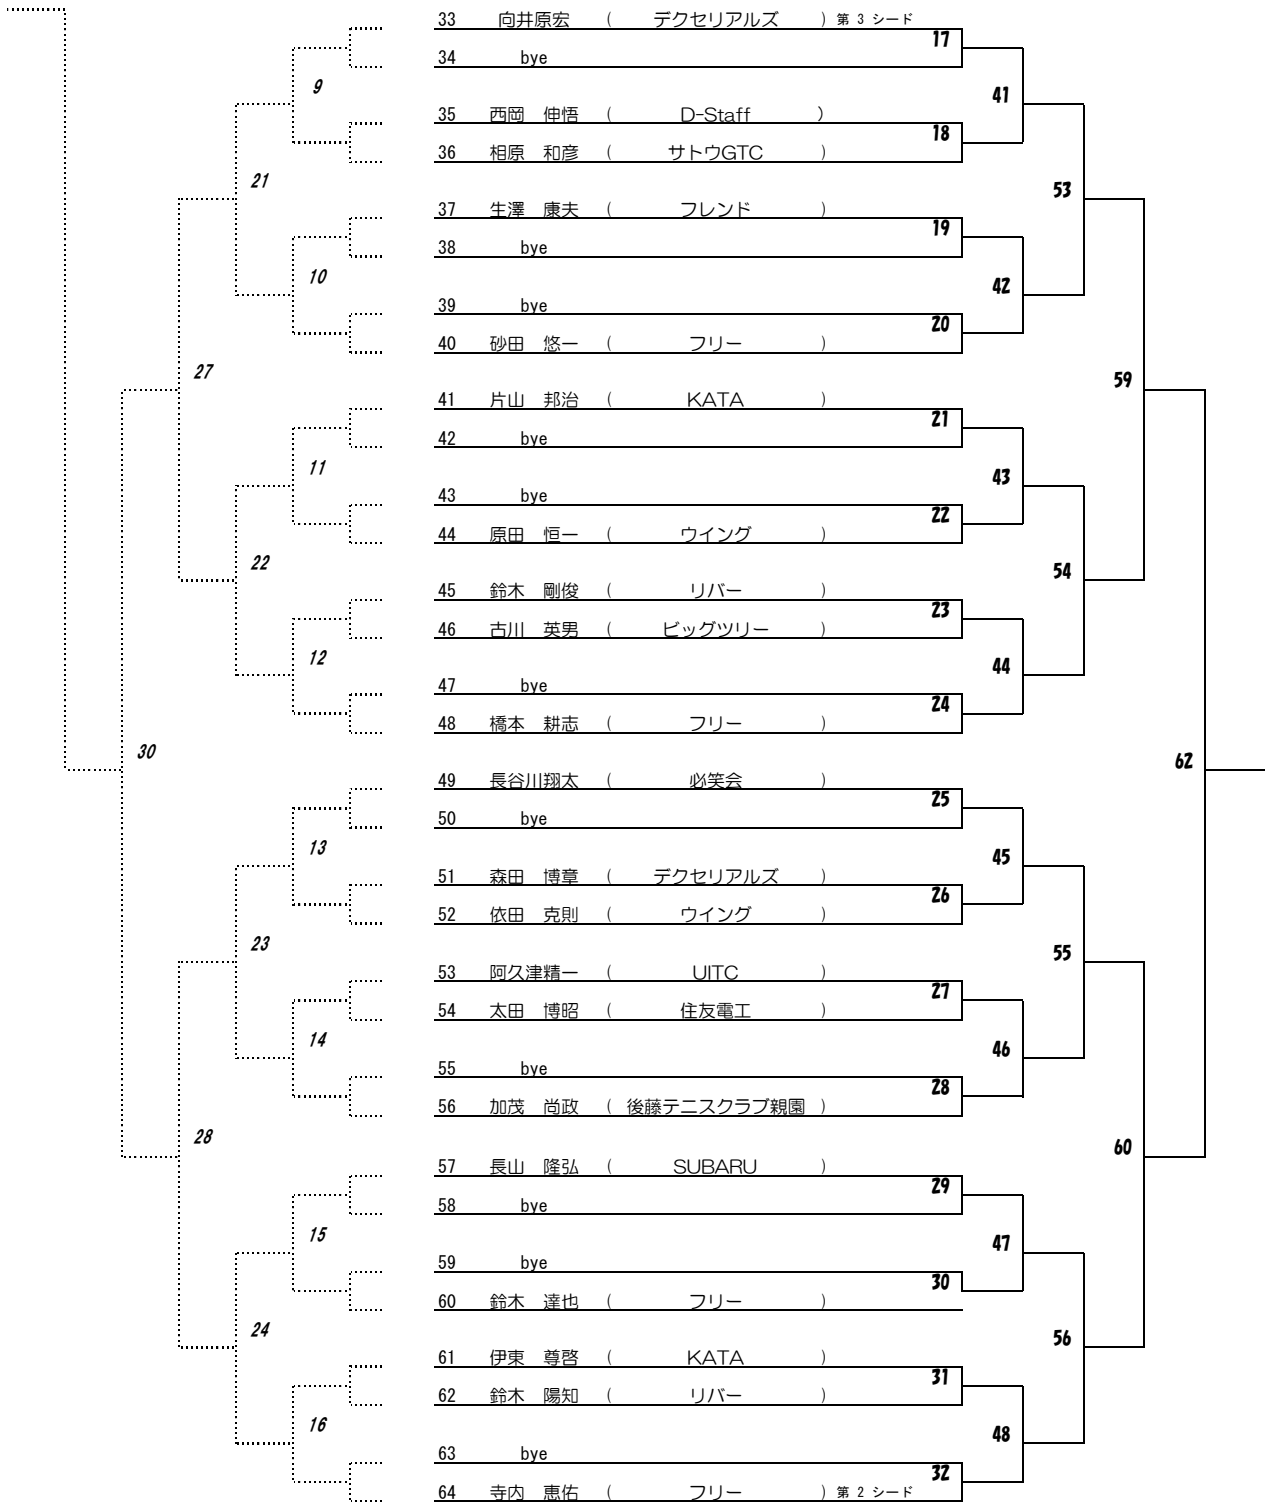 33 向井原宏 ( デクセリアルズ ) 第 3 シード
17
34 bye
9
41
35 西岡 伸悟 ( D-Staff )
18
36 相原 和彦 ( サトウGTC )
21
53
37 生澤 康夫 ( フレンド )
19
38 bye
10
42
39 bye
20
40 砂田 悠一 ( フリー )
27
59
41 片山 邦治 ( KATA )
21
42 bye
11
43
43 bye
22
44 原田 恒一 ( ウイング )
22
54
45 鈴木 剛俊 ( リバー )
23
46 古川 英男 ( ビッグツリー )
12
44
47 bye
24
48 橋本 耕志 ( フリー )
30
62
49 長谷川翔太 ( 必笑会 )
25
50 bye
13
45
51 森田 博章 ( デクセリアルズ )
26
52 依田 克則 ( ウイング )
23
55
53 阿久津精一 ( UITC )
27
54 太田 博昭 ( 住友電工 )
14
46
55 bye
28
56 加茂 尚政 ( 後藤テニスクラブ親園 )
28
60
57 長山 隆弘 ( SUBARU )
29
58 bye
15
47
59 bye
30
60 鈴木 達也 ( フリー )
24
56
61 伊東 尊啓 ( KATA )
31
62 鈴木 陽知 ( リバー )
16
48
63 bye
32
64 寺内 恵佑 ( フリー ) 第 2 シード